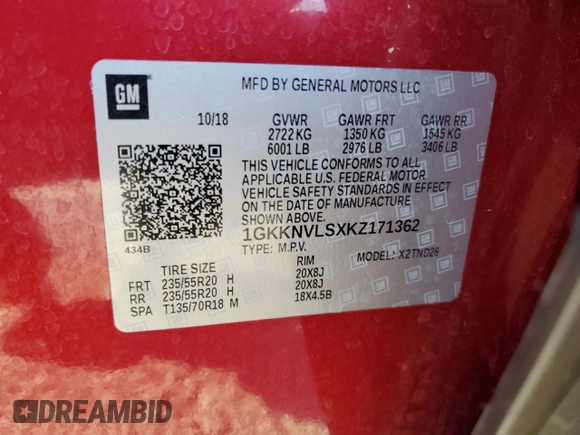 GM
MFD BY GENERAL MOTORS LLC
10/18 GVWR GAWR FRT GAWR RR
2722 KG 1350 KG 1545 KG
6001 LB 2976 LB 3406 LB
THIS VEHICLE CONFORMS TO ALL
APPLICABLE U.S. FEDERAL MOTOR
VEHICLE SAFETY STANDARDS IN EFFECT
ON THE DATE OF MANUFACTURE
SHOWN ABOVE.
1GKKNVLSXKZ171362
434B TYPE: M.P.V. MODEL: X2TND26
TIRE SIZE RIM
FRT 235/55R20 H 20X8J
RR 235/55R20 H 20X8J
SPA T135/70R18 M 18X4.5B
DREAMBID